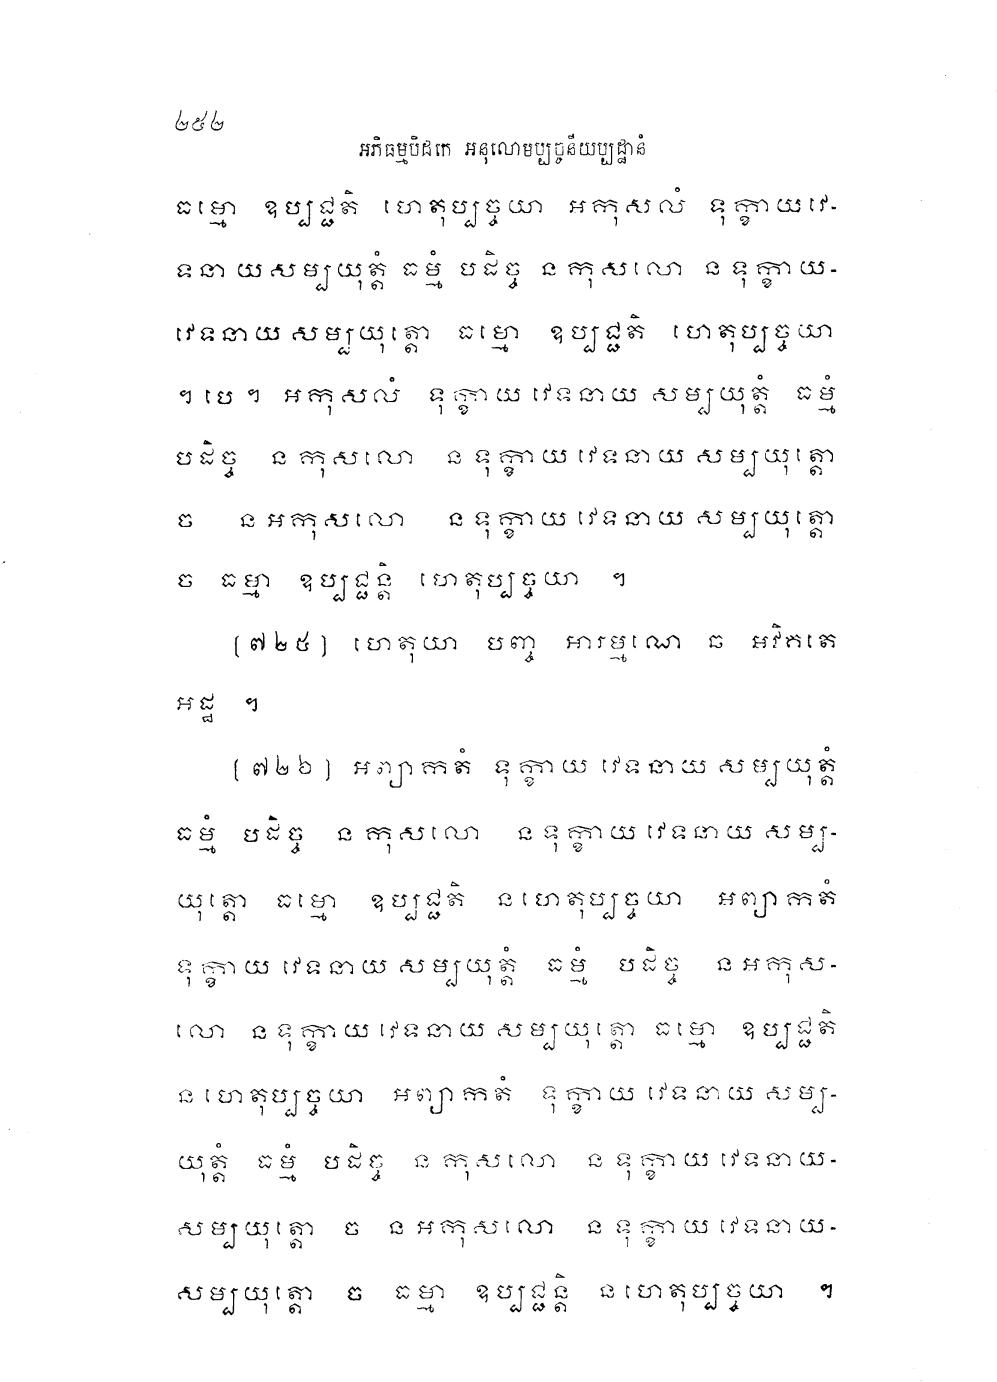 ២៥២
អភិធម្មបិដកេ អនុលោមប្បច្ចនីយប្បដ្ឋានំ
ធម្មោ ឧប្បជ្ជតិ ហេតុប្បច្ចយា អកុសលំ ទុក្ខាយវេ-
ទនាយសម្បយុត្តំ ធម្មំ បដិច្ច នកុសលោ នទុក្ខាយ-
វេទនាយសម្បយុត្តោ ធម្មោ ឧប្បជ្ជតិ ហេតុប្បច្ចយា
ៗបេៗ អកុសលំ ទុក្ខាយវេទនាយសម្បយុត្តំ ធម្មំ
បដិច្ច នកុសលោ នទុក្ខាយវេទនាយសម្បយុត្តោ
ច នអកុសលោ នទុក្ខាយវេទនាយសម្បយុត្តោ
ច ធម្មា ឧប្បជ្ជន្តិ ហេតុប្បច្ចយា ៗ
(៧២៥) ហេតុយា បញ្ច អារម្មណេ ឆ អវិគតេ
អដ្ឋ ៗ
(៧២៦) អព្យាកតំ ទុក្ខាយវេទនាយសម្បយុត្តំ
ធម្មំ បដិច្ច នកុសលោ នទុក្ខាយវេទនាយសម្ប-
យុត្តោ ធម្មោ ឧប្បជ្ជតិ នហេតុប្បច្ចយា អព្យាកតំ
ទុក្ខាយវេទនាយសម្បយុត្តំ ធម្មំ បដិច្ច នអកុស-
លោ នទុក្ខាយវេទនាយសម្បយុត្តោ ធម្មោ ឧប្បជ្ជតិ
នហេតុប្បច្ចយា អព្យាកតំ ទុក្ខាយវេទនាយសម្ប-
យុត្តំ ធម្មំ បដិច្ច នកុសលោ នទុក្ខាយវេទនាយ-
សម្បយុត្តោ ច នអកុសលោ នទុក្ខាយវេទនាយ-
សម្បយុត្តោ ច ធម្មា ឧប្បជ្ជន្តិ នហេតុប្បច្ចយា ៗ